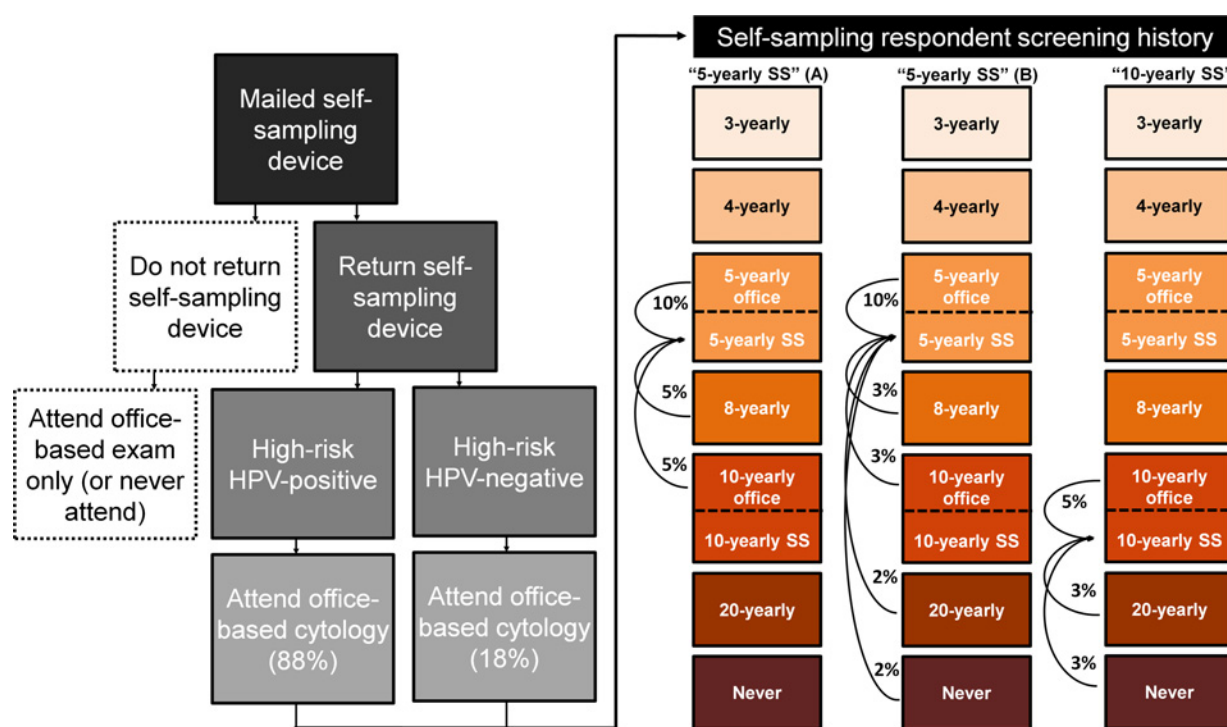 Mailed self-
sampling
device
Do not return
self-sampling
device
Return self-
sampling
device
Attend office-
based exam
only (or never
attend)
High-risk
HPV-positive
High-risk
HPV-negative
Attend office-
based cytology
(88%)
Attend office-
based cytology
(18%)
Self-sampling respondent screening history
"5-yearly SS" (A)
3-yearly
4-yearly
5-yearly
office
5-yearly SS
8-yearly
10-yearly
office
10-yearly SS
20-yearly
Never
10%
5%
5%
"5-yearly SS" (B)
3-yearly
4-yearly
5-yearly
office
5-yearly SS
8-yearly
10-yearly
office
10-yearly SS
20-yearly
Never
10%
3%
3%
2%
2%
"10-yearly SS"
3-yearly
4-yearly
5-yearly
office
5-yearly SS
8-yearly
10-yearly
office
10-yearly SS
20-yearly
Never
5%
3%
3%